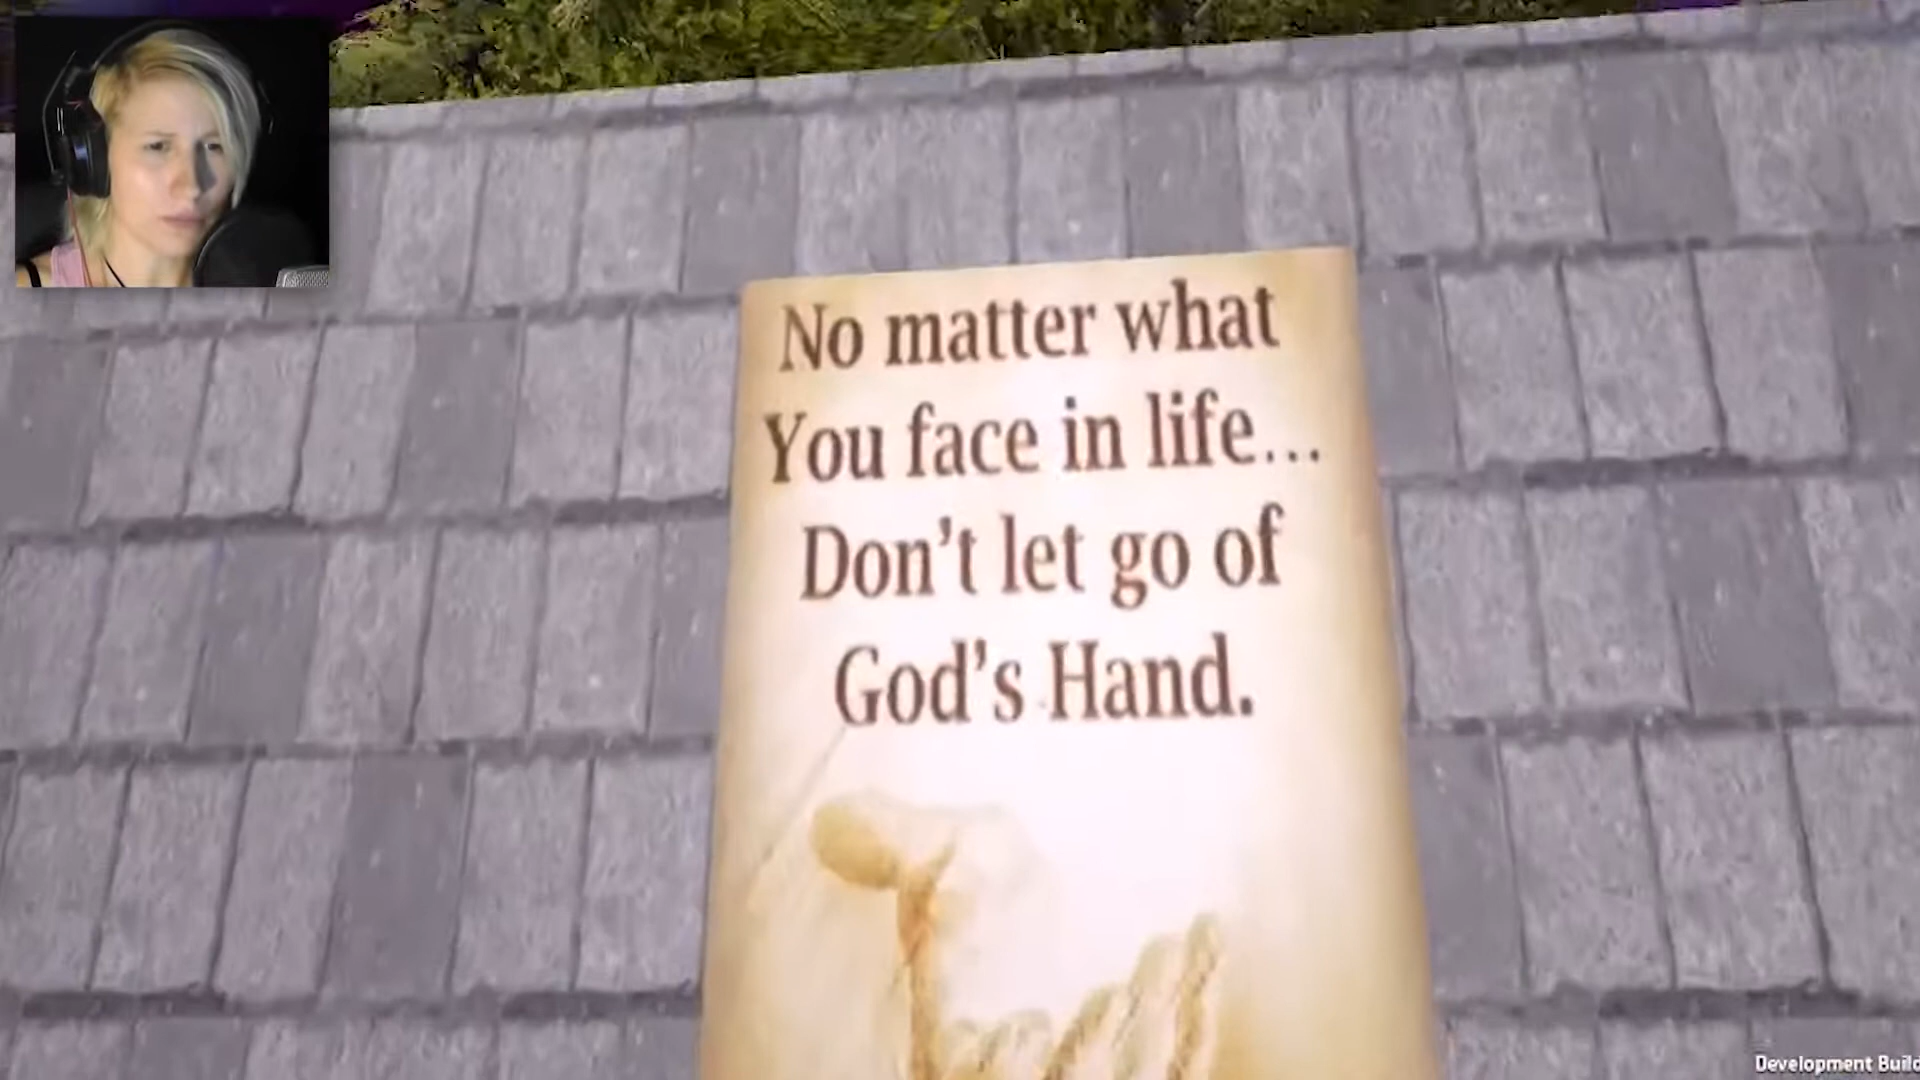 No matter what
You face in life...
Don't let go of
God's Hand.
Development Build